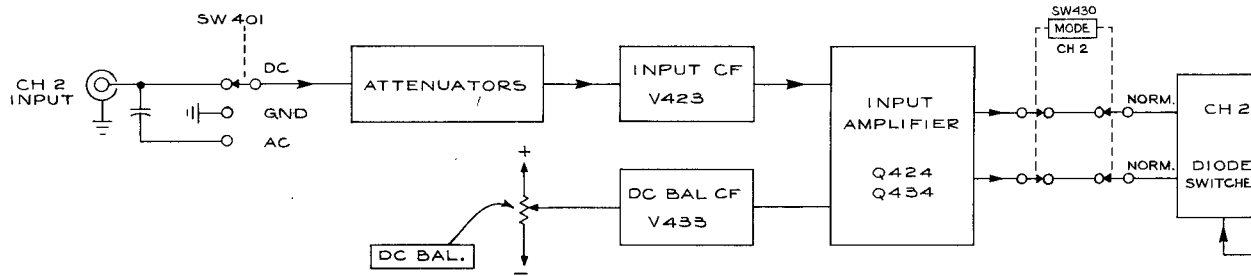 SW 401
DC
CH 2
INPUT
GND
AC
ATTENUATORS
INPUT CF
V423
+
DC BAL.
−
DC BAL CF
V433
INPUT
AMPLIFIER
Q424
Q434
SW430
MODE
CH 2
NORM.
NORM.
CH 2
DIODE
SWITCHE